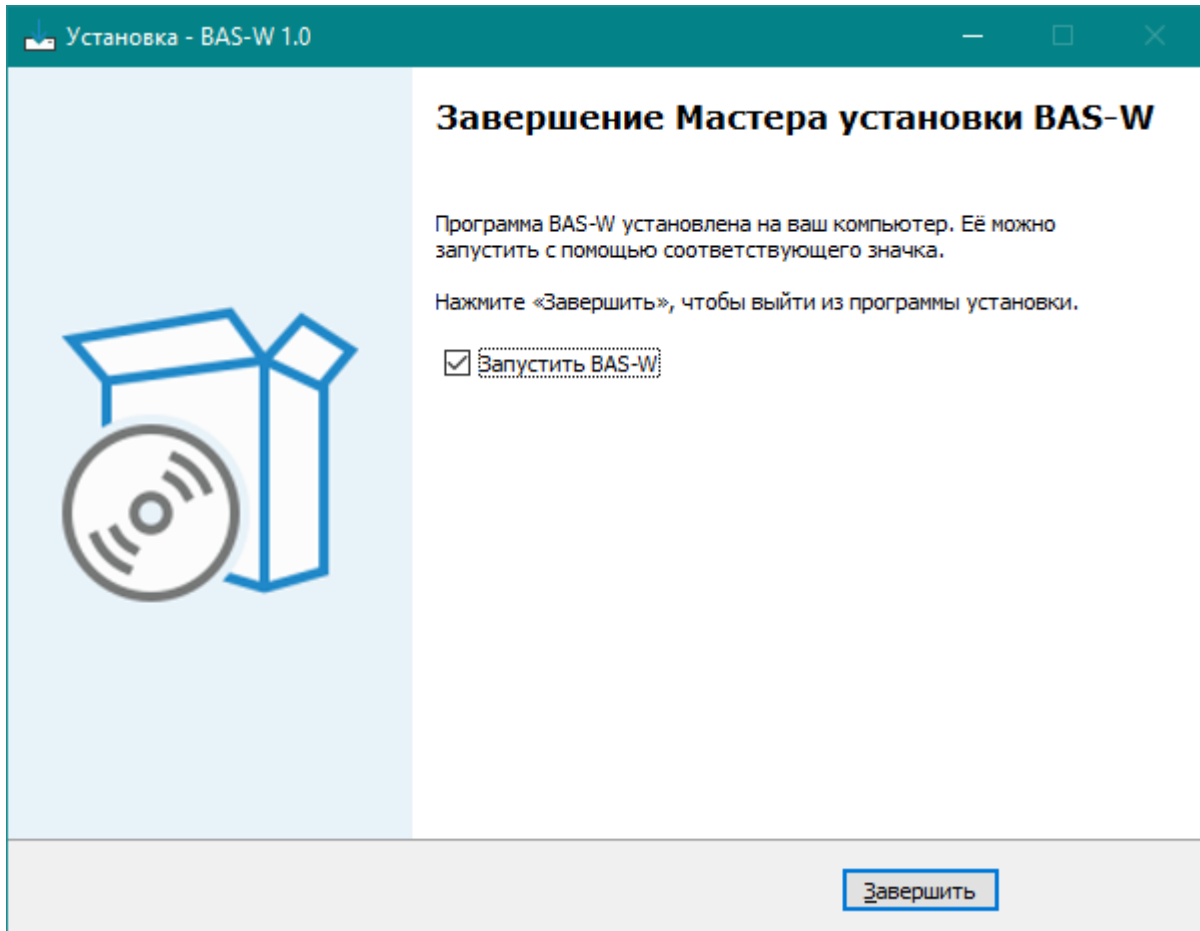 Установка - BAS-W 1.0
Завершение Мастера установки BAS-W
Программа BAS-W установлена на ваш компьютер. Её можно
запустить с помощью соответствующего значка.
Нажмите «Завершить», чтобы выйти из программы установки.
Запустить BAS-W
Завершить